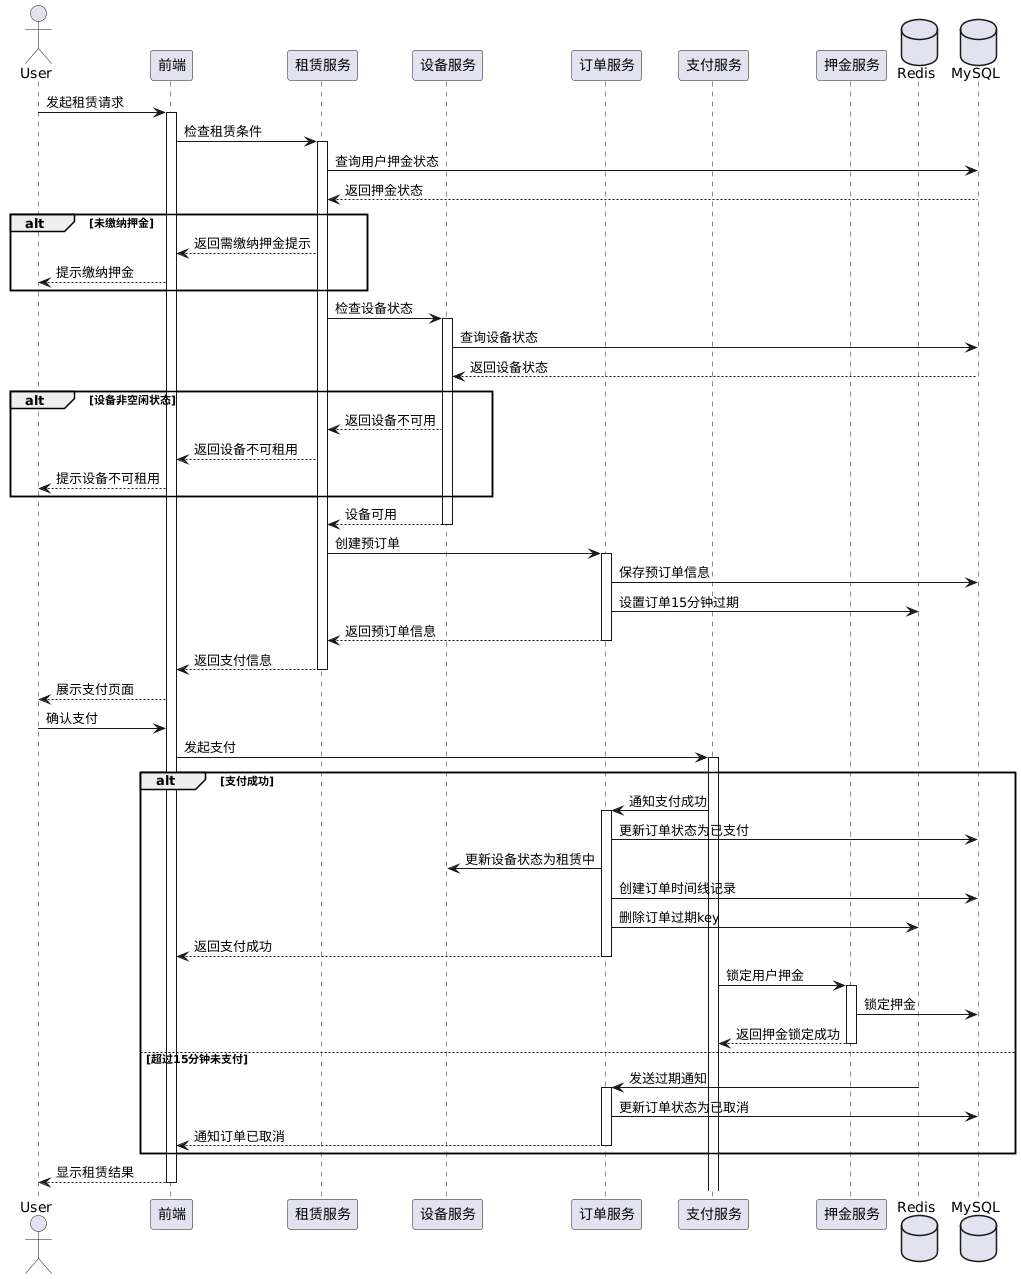 User
前端
租赁服务
设备服务
订单服务
支付服务
押金服务
Redis
MySQL
发起租赁请求
检查租赁条件
查询用户押金状态
返回押金状态
alt [未缴纳押金]
返回需缴纳押金提示
提示缴纳押金
检查设备状态
查询设备状态
返回设备状态
alt [设备非空闲状态]
返回设备不可用
返回设备不可租用
提示设备不可租用
设备可用
创建预订单
保存预订单信息
设置订单15分钟过期
返回预订单信息
返回支付信息
展示支付页面
确认支付
发起支付
alt [支付成功]
通知支付成功
更新订单状态为已支付
更新设备状态为租赁中
创建订单时间线记录
删除订单过期key
返回支付成功
锁定用户押金
锁定押金
返回押金锁定成功
[超过15分钟未支付]
发送过期通知
更新订单状态为已取消
通知订单已取消
显示租赁结果
User
前端
租赁服务
设备服务
订单服务
支付服务
押金服务
Redis
MySQL